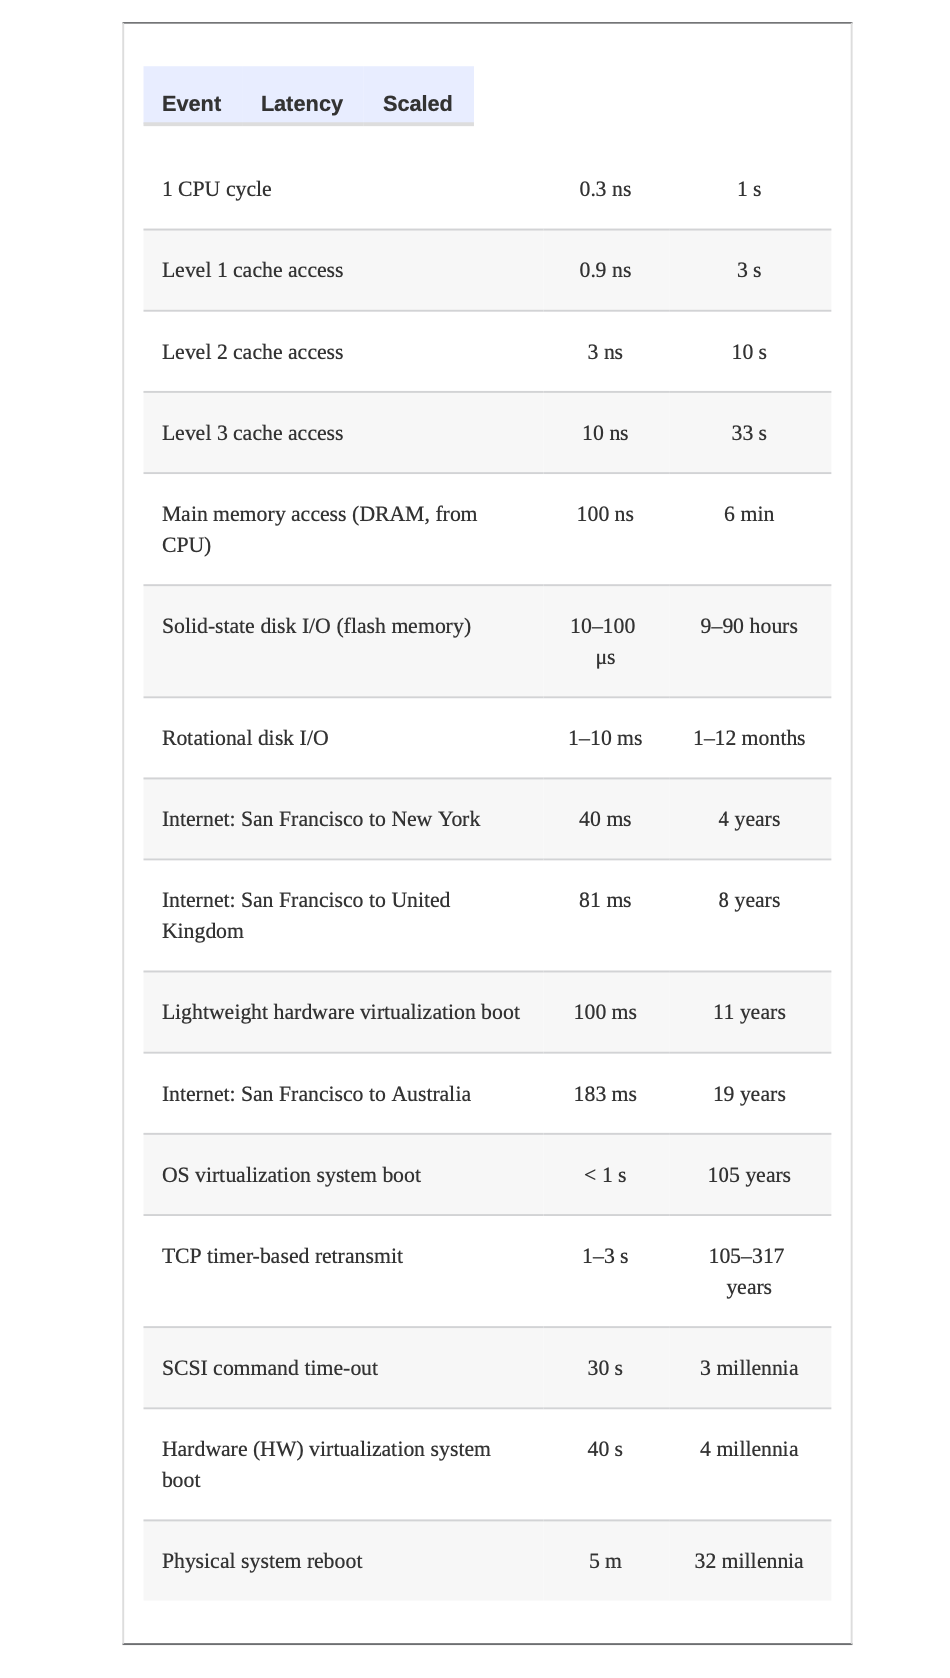 Event Latency Scaled
1 CPU cycle 0.3 ns 1 s
Level 1 cache access 0.9 ns 3 s
Level 2 cache access 3 ns 10 s
Level 3 cache access 10 ns 33 s
Main memory access (DRAM, from 100 ns 6 min
CPU)
Solid-state disk I/O (flash memory) 10–100 9–90 hours
μs
Rotational disk I/O 1–10 ms 1–12 months
Internet: San Francisco to New York 40 ms 4 years
Internet: San Francisco to United 81 ms 8 years
Kingdom
Lightweight hardware virtualization boot 100 ms 11 years
Internet: San Francisco to Australia 183 ms 19 years
OS virtualization system boot < 1 s 105 years
TCP timer-based retransmit 1–3 s 105–317
years
SCSI command time-out 30 s 3 millennia
Hardware (HW) virtualization system 40 s 4 millennia
boot
Physical system reboot 5 m 32 millennia